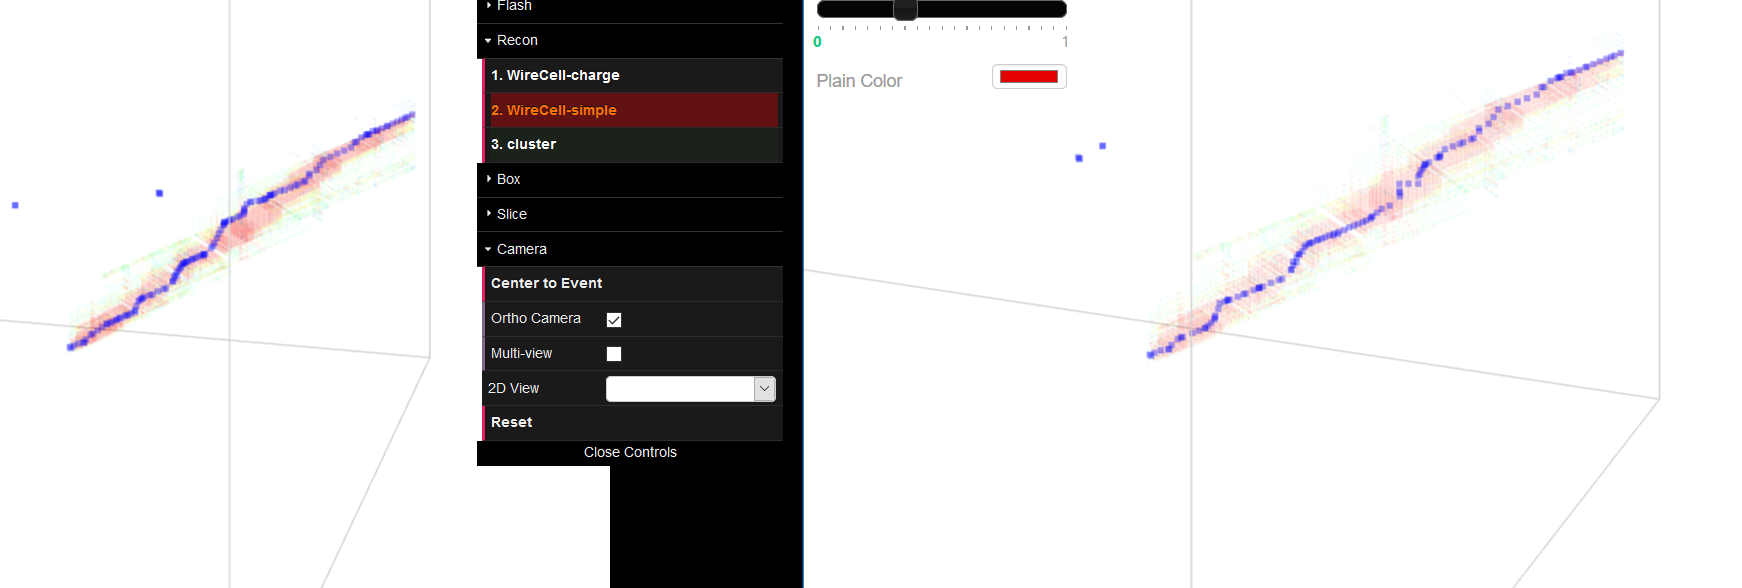 Flash
Recon
1. WireCell-charge
2. WireCell-simple
3. cluster
Box
Slice
Camera
Center to Event
Ortho Camera
Multi-view
2D View
Reset
Close Controls
0 1
Plain Color